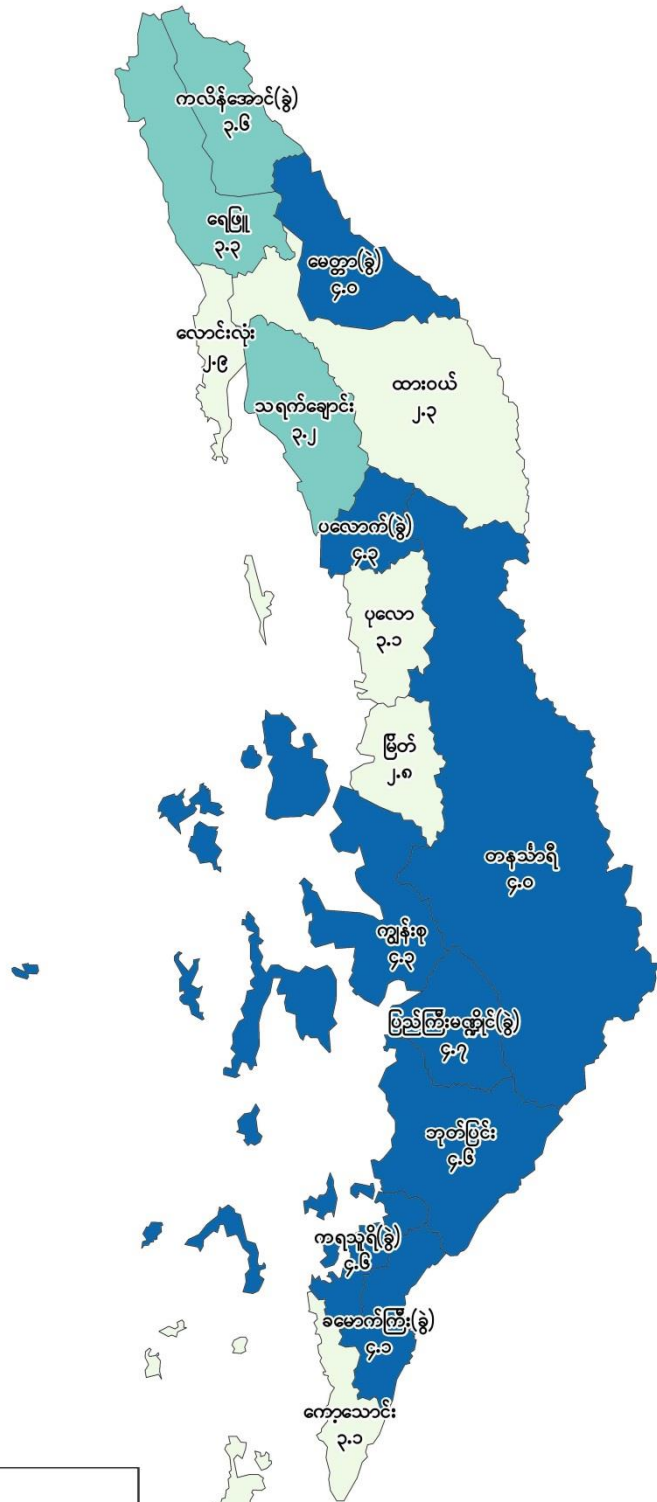 ကလိန်အောင်(ခွဲ)
၃.၆
ရေဖြူ
၃.၃
မေတ္တာ(ခွဲ)
၄.၀
လောင်းလုံး
၂.၉
ထားဝယ်
၂.၃
သရက်ချောင်း
၃.၂
ပလောက်(ခွဲ)
၄.၃
ပုလော
၃.၁
မြိတ်
၂.၈
တနင်္သာရီ
၄.၀
ကျွန်းစု
၄.၃
ပြည်ကြီးမဏ္ဍိုင်(ခွဲ)
၄.၇
ဘုတ်ပြင်း
၄.၆
ကရသူရိ(ခွဲ)
၄.၆
ခမောက်ကြီး(ခွဲ)
၄.၁
ကော့သောင်း
၃.၁